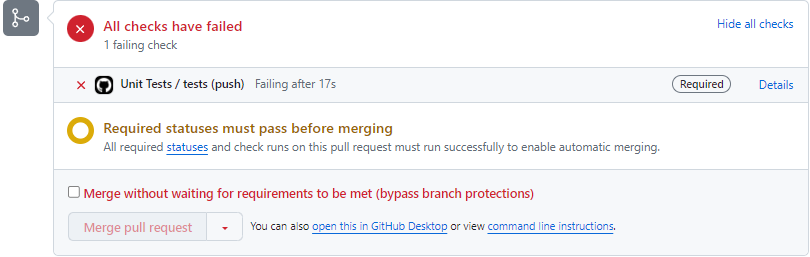 All checks have failed
Hide all checks
1 failing check
Unit Tests / tests (push) Failing after 17s Required Details
Required statuses must pass before merging
All required statuses and check runs on this pull request must run successfully to enable automatic merging.
Merge without waiting for requirements to be met (bypass branch protections)
Merge pull request You can also open this in GitHub Desktop or view command line instructions.